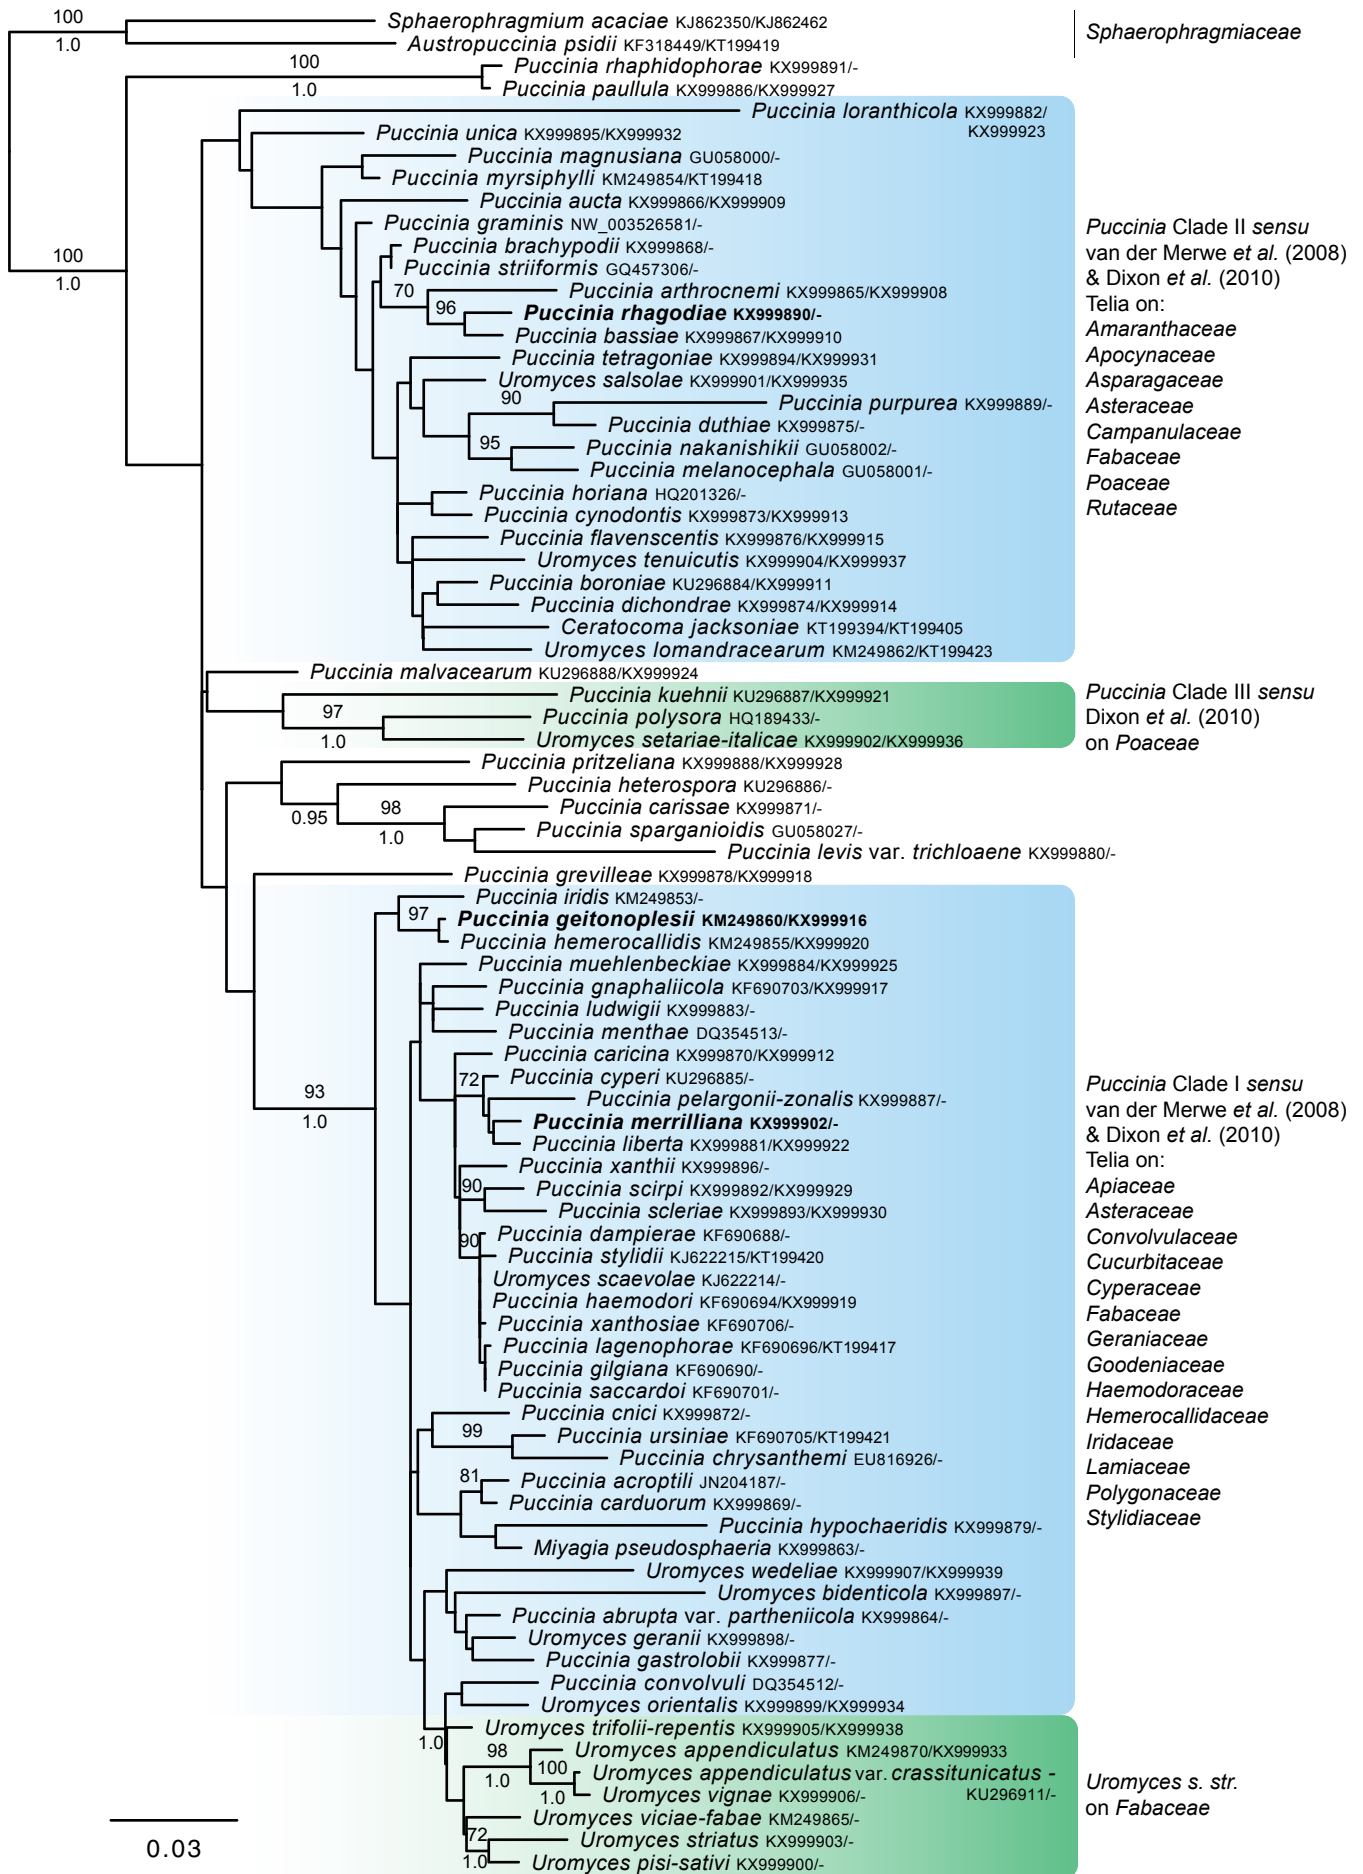 100
1.0
Sphaerophragmium acaciae KJ862350/KJ862462
Austropuccinia psidii KF318449/KT199419
Sphaerophragmiaceae
100
1.0
Puccinia rhaphidophorae KX999891/-
Puccinia paullula KX999886/KX999927
100
1.0
Puccinia loranthicola KX999882/
KX999923
Puccinia unica KX999895/KX999932
Puccinia magnusiana GU058000/-
Puccinia myrsiphylli KM249854/KT199418
Puccinia aucta KX999866/KX999909
Puccinia graminis NW_003526581/-
Puccinia brachypodii KX999868/-
Puccinia striiformis GQ457306/-
70
Puccinia arthrocnemi KX999865/KX999908
96
Puccinia rhagodiae KX999890/-
Puccinia bassiae KX999867/KX999910
Puccinia tetragoniae KX999894/KX999931
Uromyces salsolae KX999901/KX999935
90
Puccinia purpurea KX999889/-
Puccinia duthiae KX999875/-
95
Puccinia nakanishikii GU058002/-
Puccinia melanocephala GU058001/-
Puccinia horiana HQ201326/-
Puccinia cynodontis KX999873/KX999913
Puccinia flavenscentis KX999876/KX999915
Uromyces tenuicutis KX999904/KX999937
Puccinia boroniae KU296884/KX999911
Puccinia dichondrae KX999874/KX999914
Ceratocoma jacksoniae KT199394/KT199405
Uromyces lomandracearum KM249862/KT199423
Puccinia Clade II sensu
van der Merwe et al. (2008)
& Dixon et al. (2010)
Telia on:
Amaranthaceae
Apocynaceae
Asparagaceae
Asteraceae
Campanulaceae
Fabaceae
Poaceae
Rutaceae
Puccinia malvacearum KU296888/KX999924
Puccinia kuehnii KU296887/KX999921
97
1.0
Puccinia polysora HQ189433/-
Uromyces setariae-italicae KX999902/KX999936
Puccinia Clade III sensu
Dixon et al. (2010)
on Poaceae
Puccinia pritzeliana KX999888/KX999928
Puccinia heterospora KU296886/-
0.95
98
1.0
Puccinia carissae KX999871/-
Puccinia sparganioidis GU058027/-
Puccinia levis var. trichloaene KX999880/-
Puccinia grevilleae KX999878/KX999918
93
1.0
Puccinia iridis KM249853/-
97
Puccinia geitonoplesii KM249860/KX999916
Puccinia hemerocallidis KM249855/KX999920
Puccinia muehlenbeckiae KX999884/KX999925
Puccinia gnaphaliicola KF690703/KX999917
Puccinia ludwigii KX999883/-
Puccinia menthae DQ354513/-
Puccinia caricina KX999870/KX999912
72
Puccinia cyperi KU296885/-
Puccinia pelargonii-zonalis KX999887/-
Puccinia merrilliana KX999902/-
Puccinia liberta KX999881/KX999922
Puccinia xanthii KX999896/-
90
Puccinia scirpi KX999892/KX999929
Puccinia scleriae KX999893/KX999930
90
Puccinia dampierae KF690688/-
Puccinia stylidii KJ622215/KT199420
Uromyces scaevolae KJ622214/-
Puccinia haemodori KF690694/KX999919
Puccinia xanthosiae KF690706/-
Puccinia lagenophorae KF690696/KT199417
Puccinia gilgiana KF690690/-
Puccinia saccardoi KF690701/-
Puccinia cnici KX999872/-
99
Puccinia ursiniae KF690705/KT199421
Puccinia chrysanthemi EU816926/-
81
Puccinia acroptili JN204187/-
Puccinia carduorum KX999869/-
Puccinia hypochaeridis KX999879/-
Miyagia pseudosphaeria KX999863/-
Uromyces wedeliae KX999907/KX999939
Uromyces bidenticola KX999897/-
Puccinia abrupta var. partheniicola KX999864/-
Uromyces geranii KX999898/-
Puccinia gastrolobii KX999877/-
Puccinia convolvuli DQ354512/-
Uromyces orientalis KX999899/KX999934
Puccinia Clade I sensu
van der Merwe et al. (2008)
& Dixon et al. (2010)
Telia on:
Apiaceae
Asteraceae
Convolvulaceae
Cucurbitaceae
Cyperaceae
Fabaceae
Geraniaceae
Goodeniaceae
Haemodoraceae
Hemerocallidaceae
Iridaceae
Lamiaceae
Polygonaceae
Stylidiaceae
1.0
Uromyces trifolii-repentis KX999905/KX999938
98
1.0
Uromyces appendiculatus KM249870/KX999933
100
1.0
Uromyces appendiculatus var. crassitunicatus -
KU296911/-
Uromyces vignae KX999906/-
Uromyces viciae-fabae KM249865/-
72
1.0
Uromyces striatus KX999903/-
Uromyces pisi-sativi KX999900/-
Uromyces s. str.
on Fabaceae
0.03